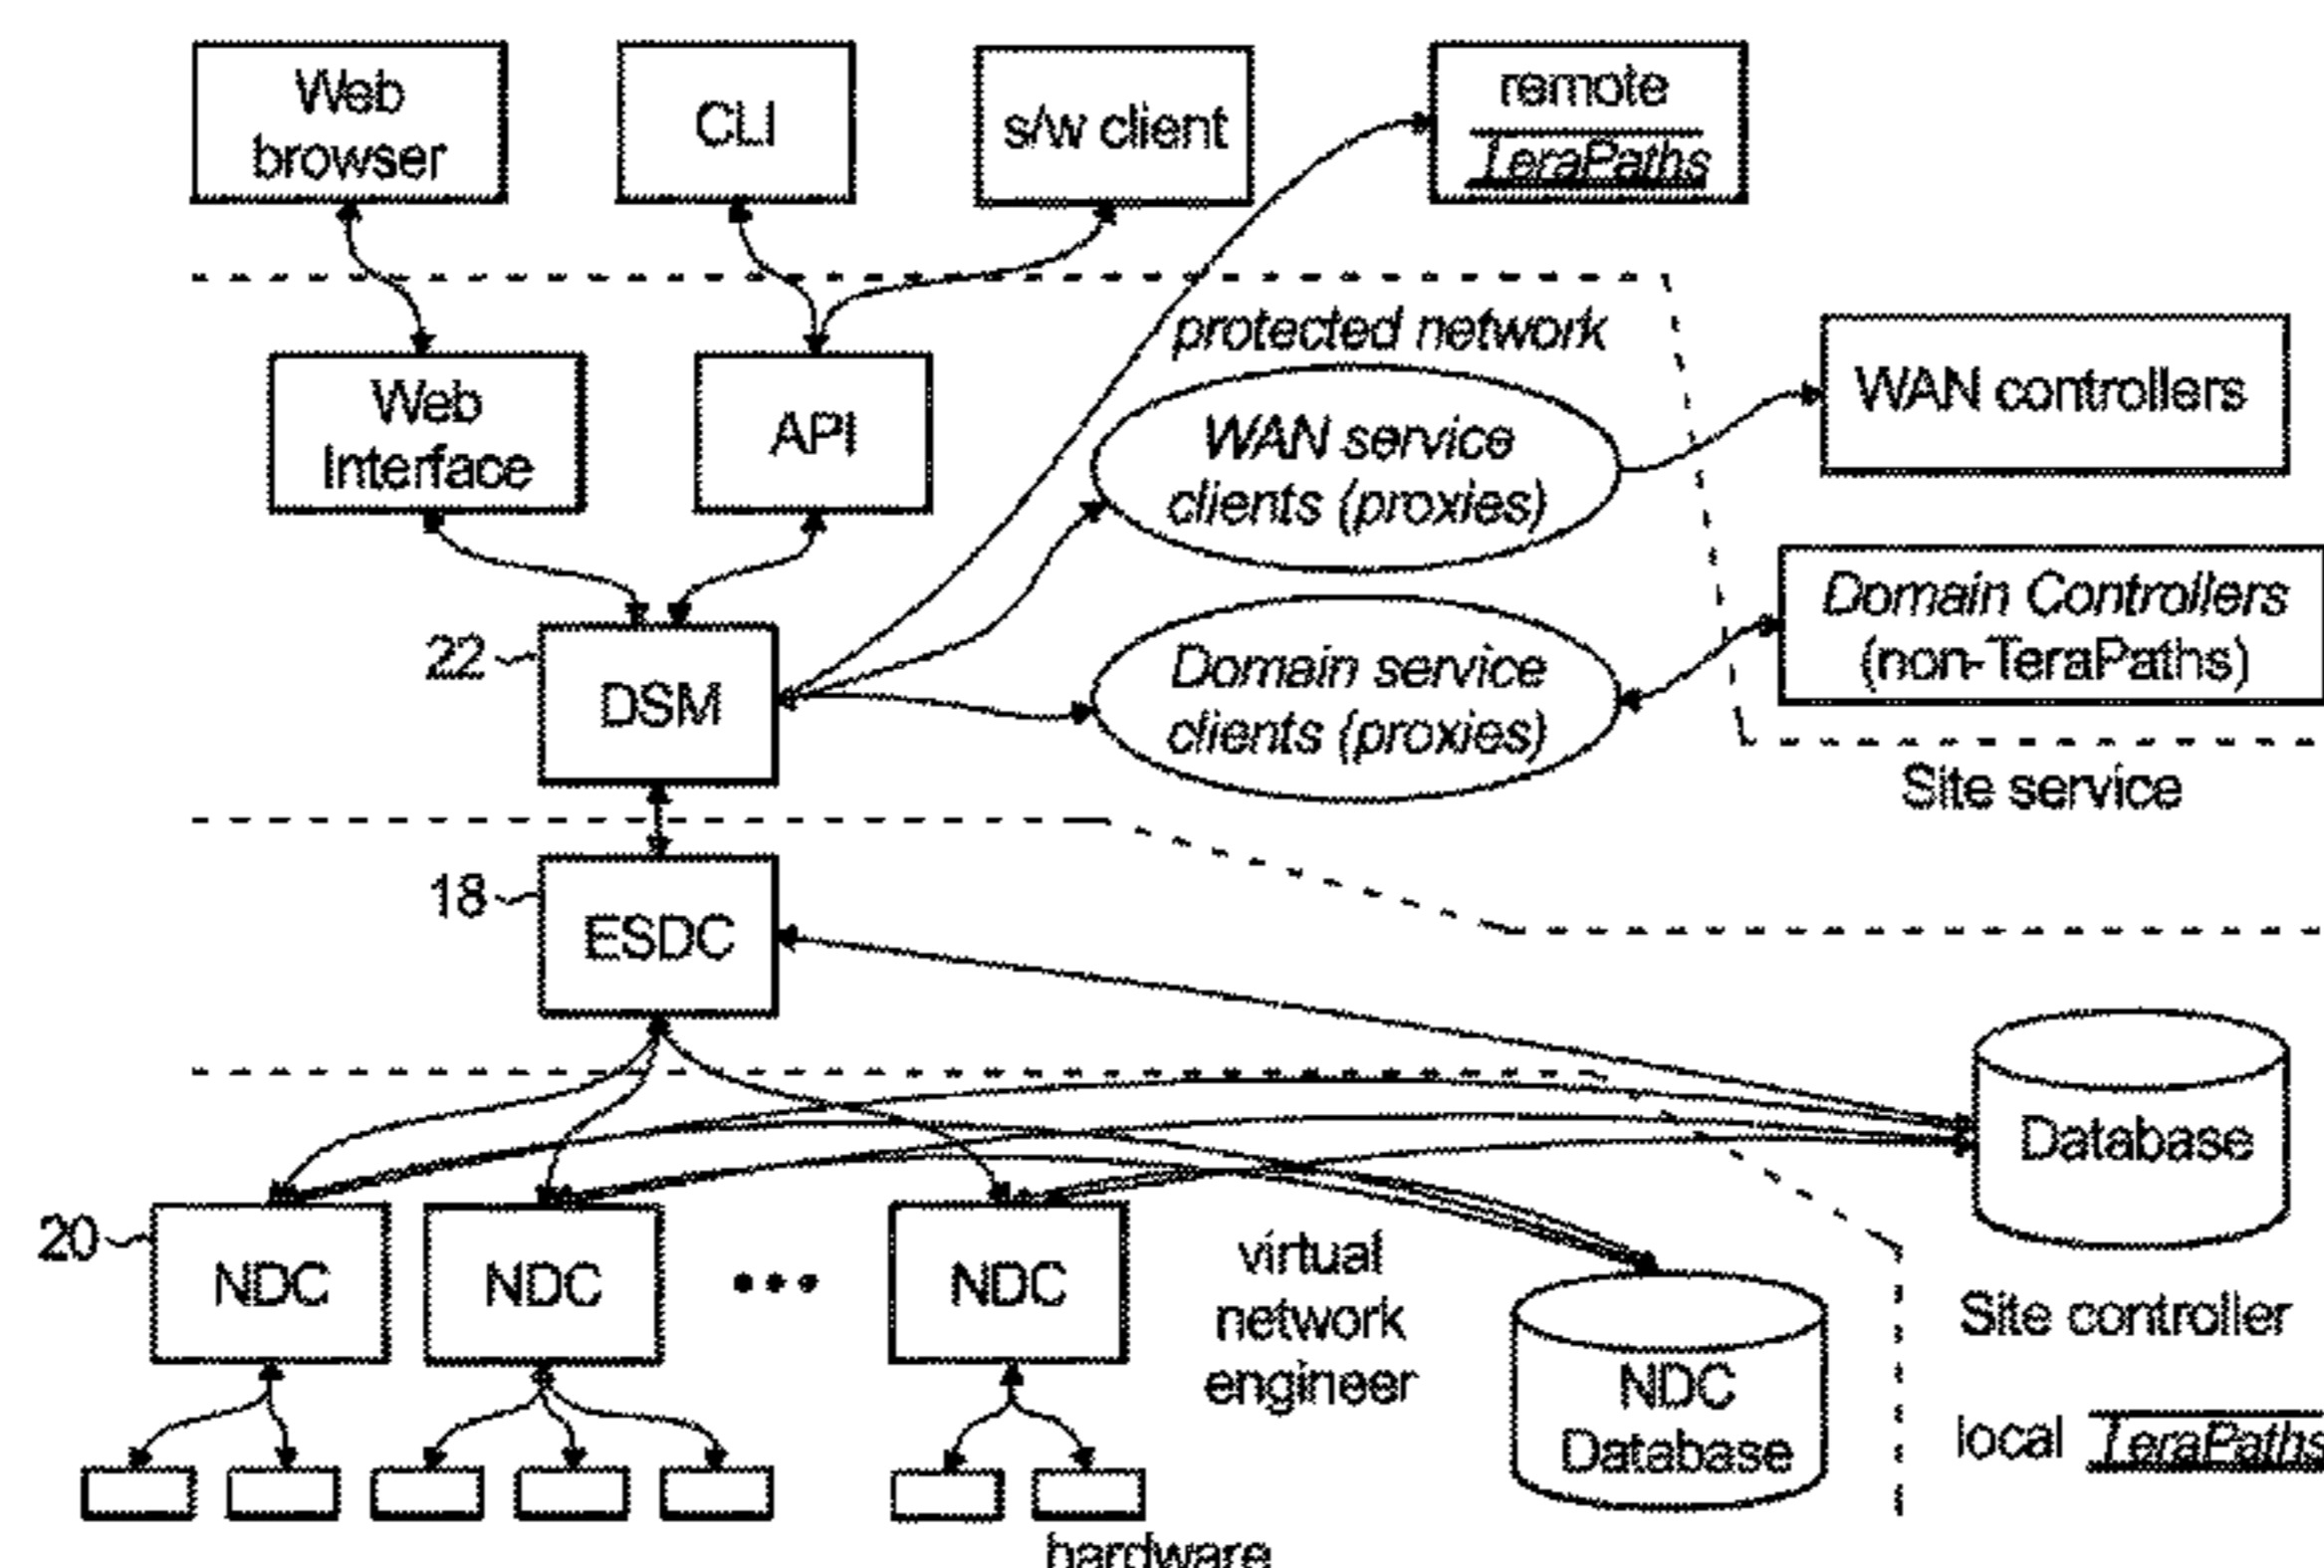 Web
browser
CLI
s/w client
remote
TeraPaths
protected network
Web
Interface
API
WAN service
clients (proxies)
WAN controllers
Domain Controllers
(non-TeraPaths)
22
DSM
Domain service
clients (proxies)
Site service
18
ESDC
Database
20
NDC
NDC
•••
NDC
virtual
network
engineer
NDC
Database
Site controller
local TeraPaths
hardware